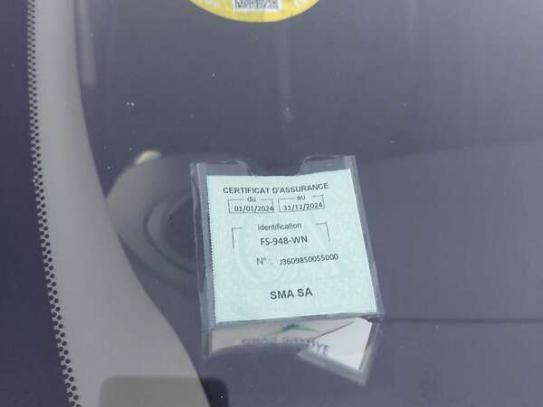 CERTIFICAT D'ASSURANCE
du au
01/01/2024 31/12/2024
Identification
FS-948-WN
N° : J3609850055000
SMA SA